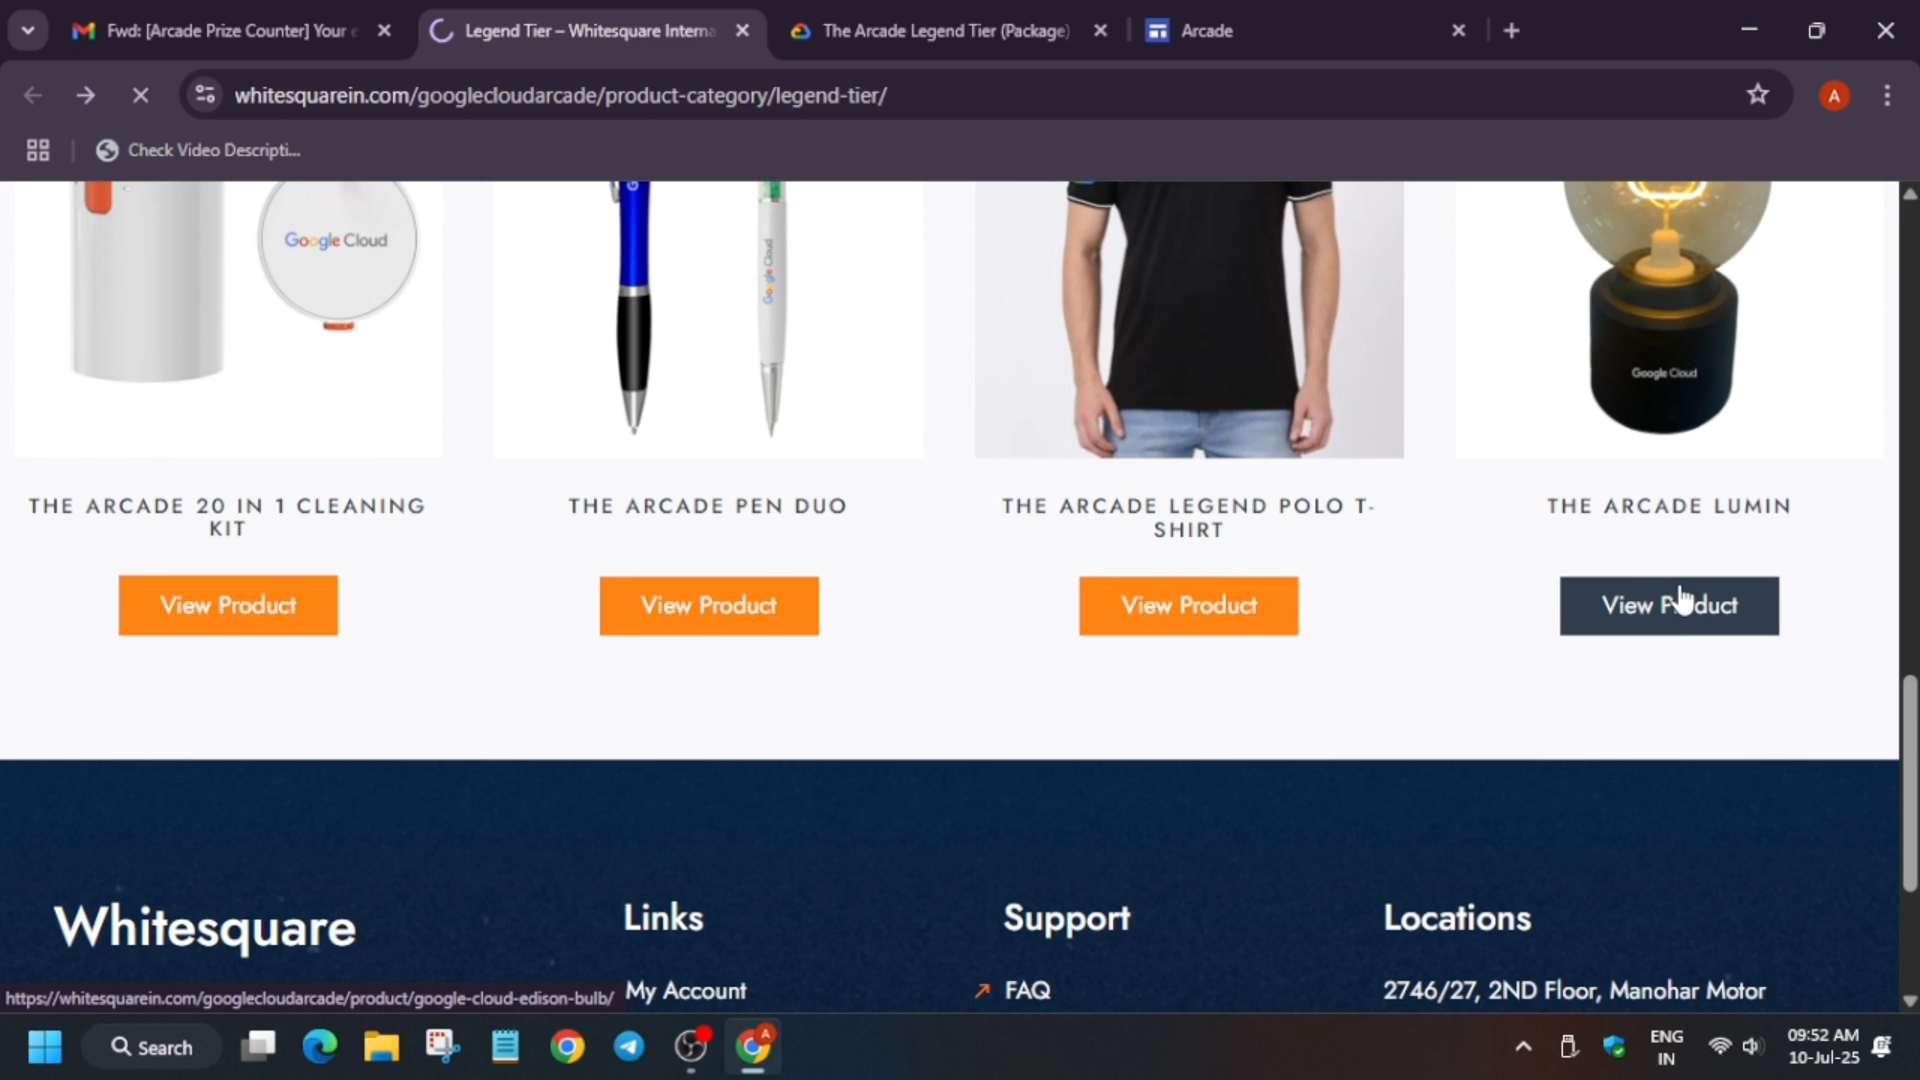 Fwd: [Arcade Prize Counter] Your e
Legend Tier – Whitesquare Interna
The Arcade Legend Tier (Package)
Arcade
whitesquarein.com/googlecloudarcade/product-category/legend-tier/
A
Check Video Descripti...
Google Cloud
Google Cloud
Google Cloud
THE ARCADE 20 IN 1 CLEANING
KIT
THE ARCADE PEN DUO
THE ARCADE LEGEND POLO T-
SHIRT
THE ARCADE LUMIN
View Product
View Product
View Product
View Product
Whitesquare
Links
Support
Locations
https://whitesquarein.com/googlecloudarcade/product/google-cloud-edison-bulb/
My Account
FAQ
2746/27, 2ND Floor, Manohar Motor
Search
A
ENG
IN
09:52 AM
10-Jul-25